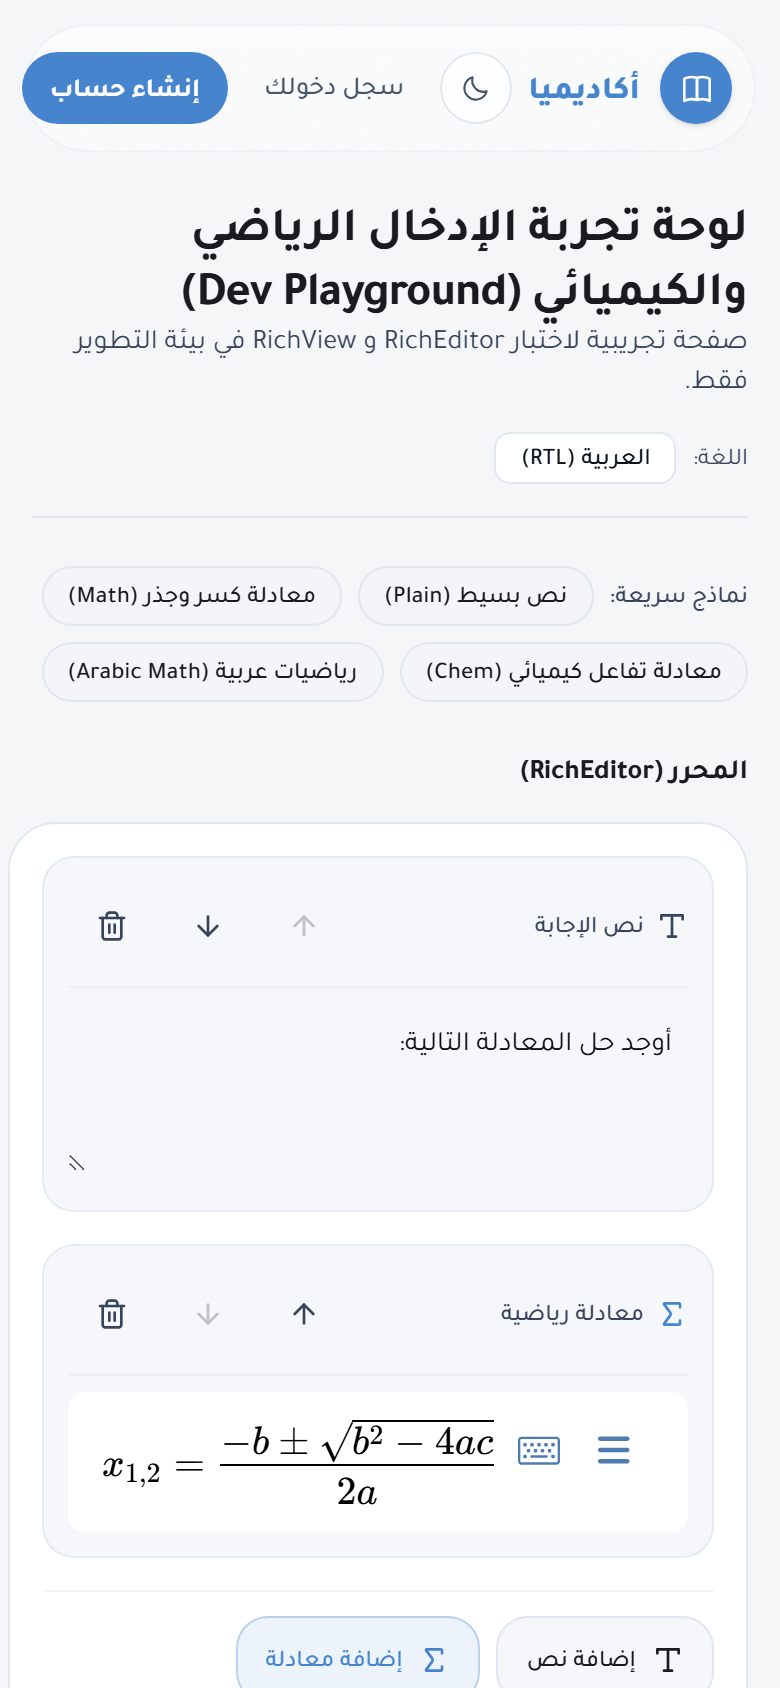 أكاديميا
سجل دخولك
إنشاء حساب
لوحة تجربة الإدخال الرياضي
والكيميائي (Dev Playground)
صفحة تجريبية لاختبار RichEditor و RichView في بيئة التطوير
فقط.
اللغة: العربية (RTL)
نماذج سريعة: نص بسيط (Plain) معادلة كسر وجذر (Math)
معادلة تفاعل كيميائي (Chem) رياضيات عربية (Arabic Math)
المحرر (RichEditor)
نص الإجابة
أوجد حل المعادلة التالية:
معادلة رياضية
x_{1,2} = \frac{-b \pm \sqrt{b^2 - 4ac}}{2a}
إضافة نص
إضافة معادلة